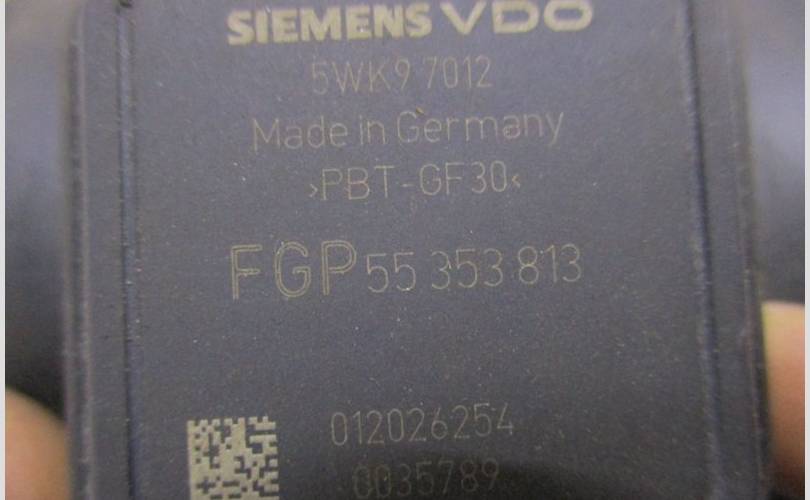 SIEMENS VDO
5WK9 7012
Made in Germany
›PBT-GF30‹
FGP 55 353 813
012026254
0035789